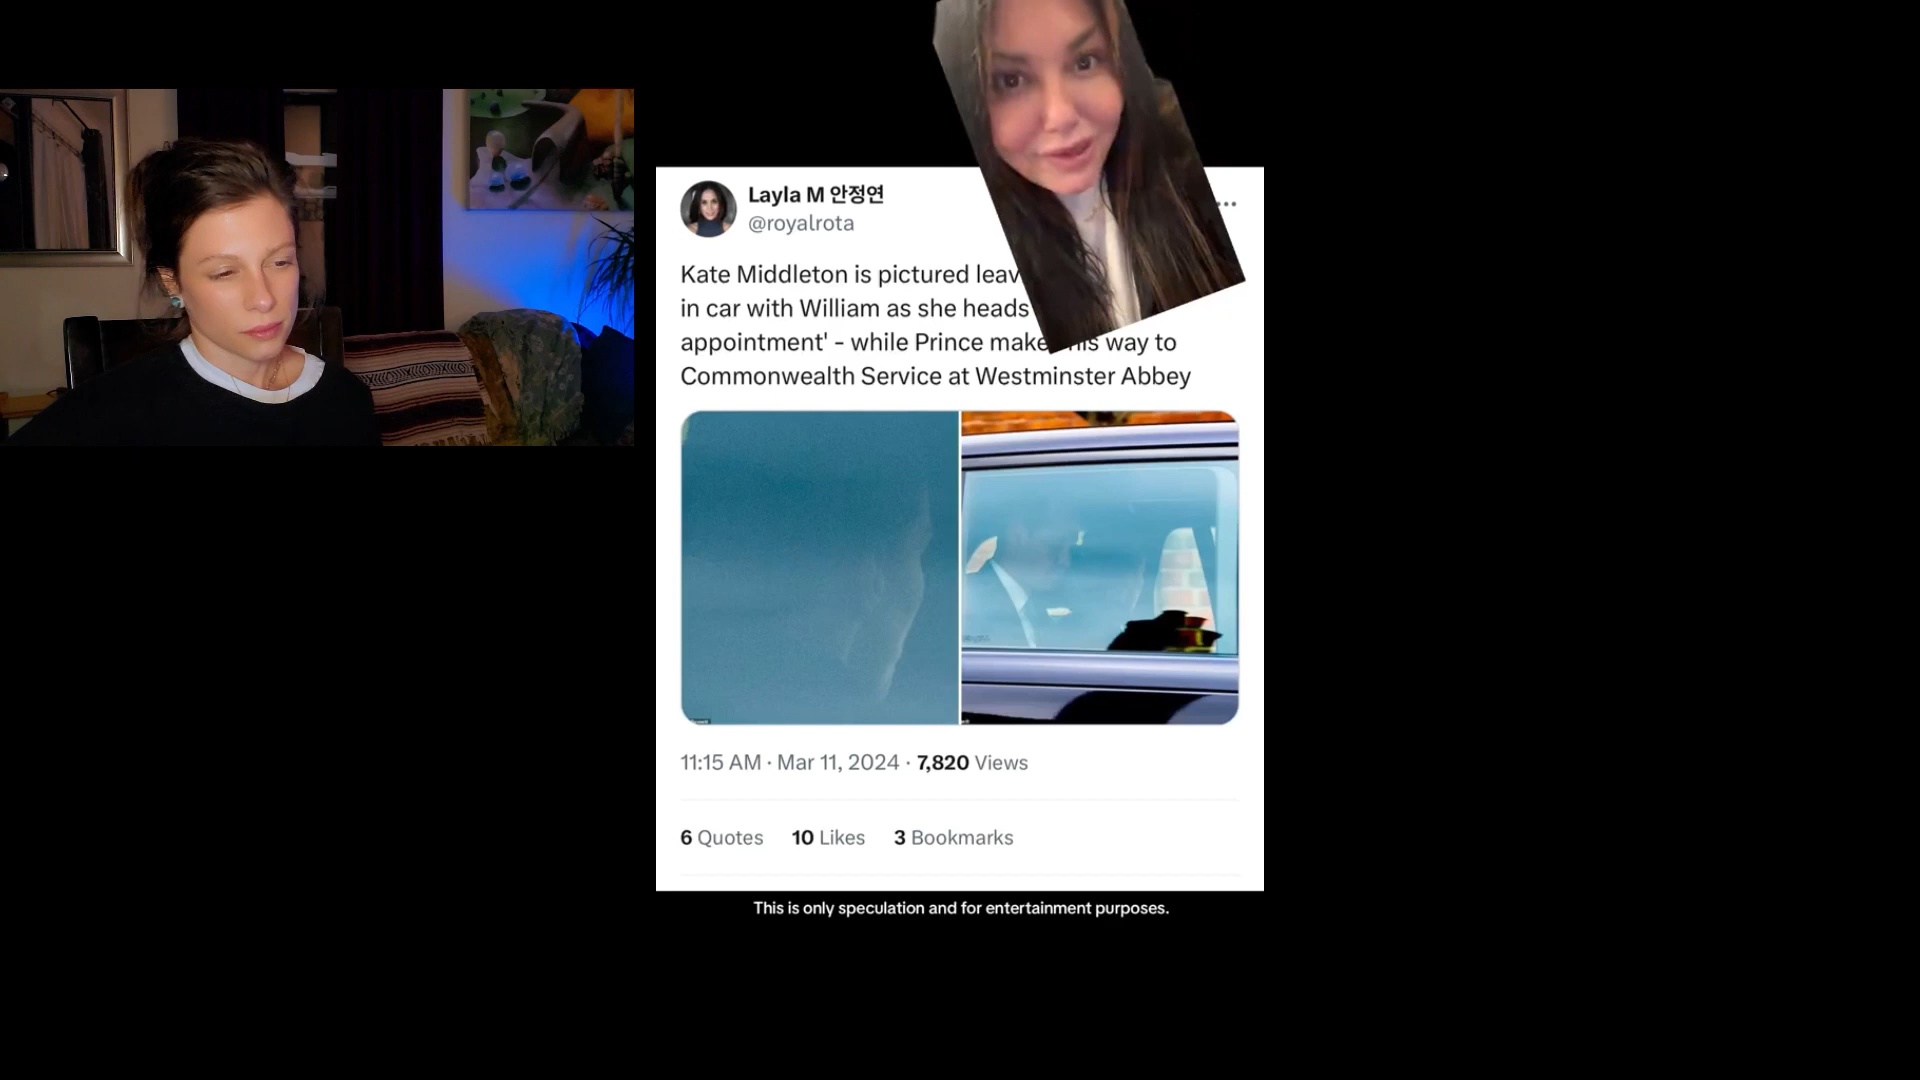 Layla M 안정연
@royalrota
Kate Middleton is pictured
in car with William as she heads
appointment' - while Prince way to
Commonwealth Service at Westminster Abbey
11:15 AM · Mar 11, 2024 · 7,820 Views
6 Quotes 10 Likes 3 Bookmarks
This is only speculation and for entertainment purposes.